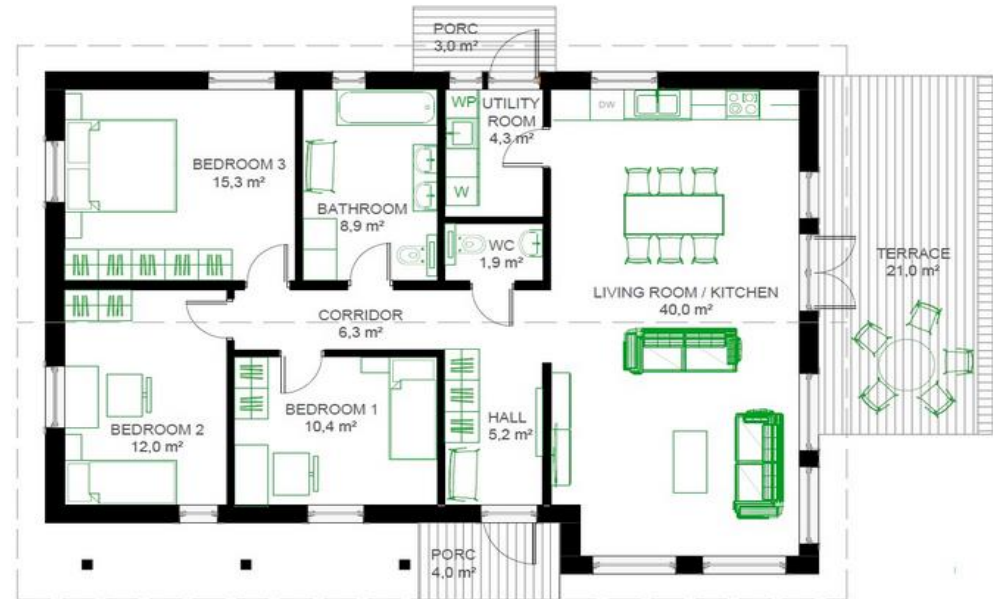 PORC
3,0 m²
WP
UTILITY
ROOM
4,3 m²
DW
BEDROOM 3
15,3 m²
W
BATHROOM
8,9 m²
WC
1,9 m²
TERRACE
21,0 m²
LIVING ROOM / KITCHEN
40,0 m²
CORRIDOR
6,3 m²
BEDROOM 1
10,4 m²
HALL
5,2 m²
BEDROOM 2
12,0 m²
PORC
4,0 m²